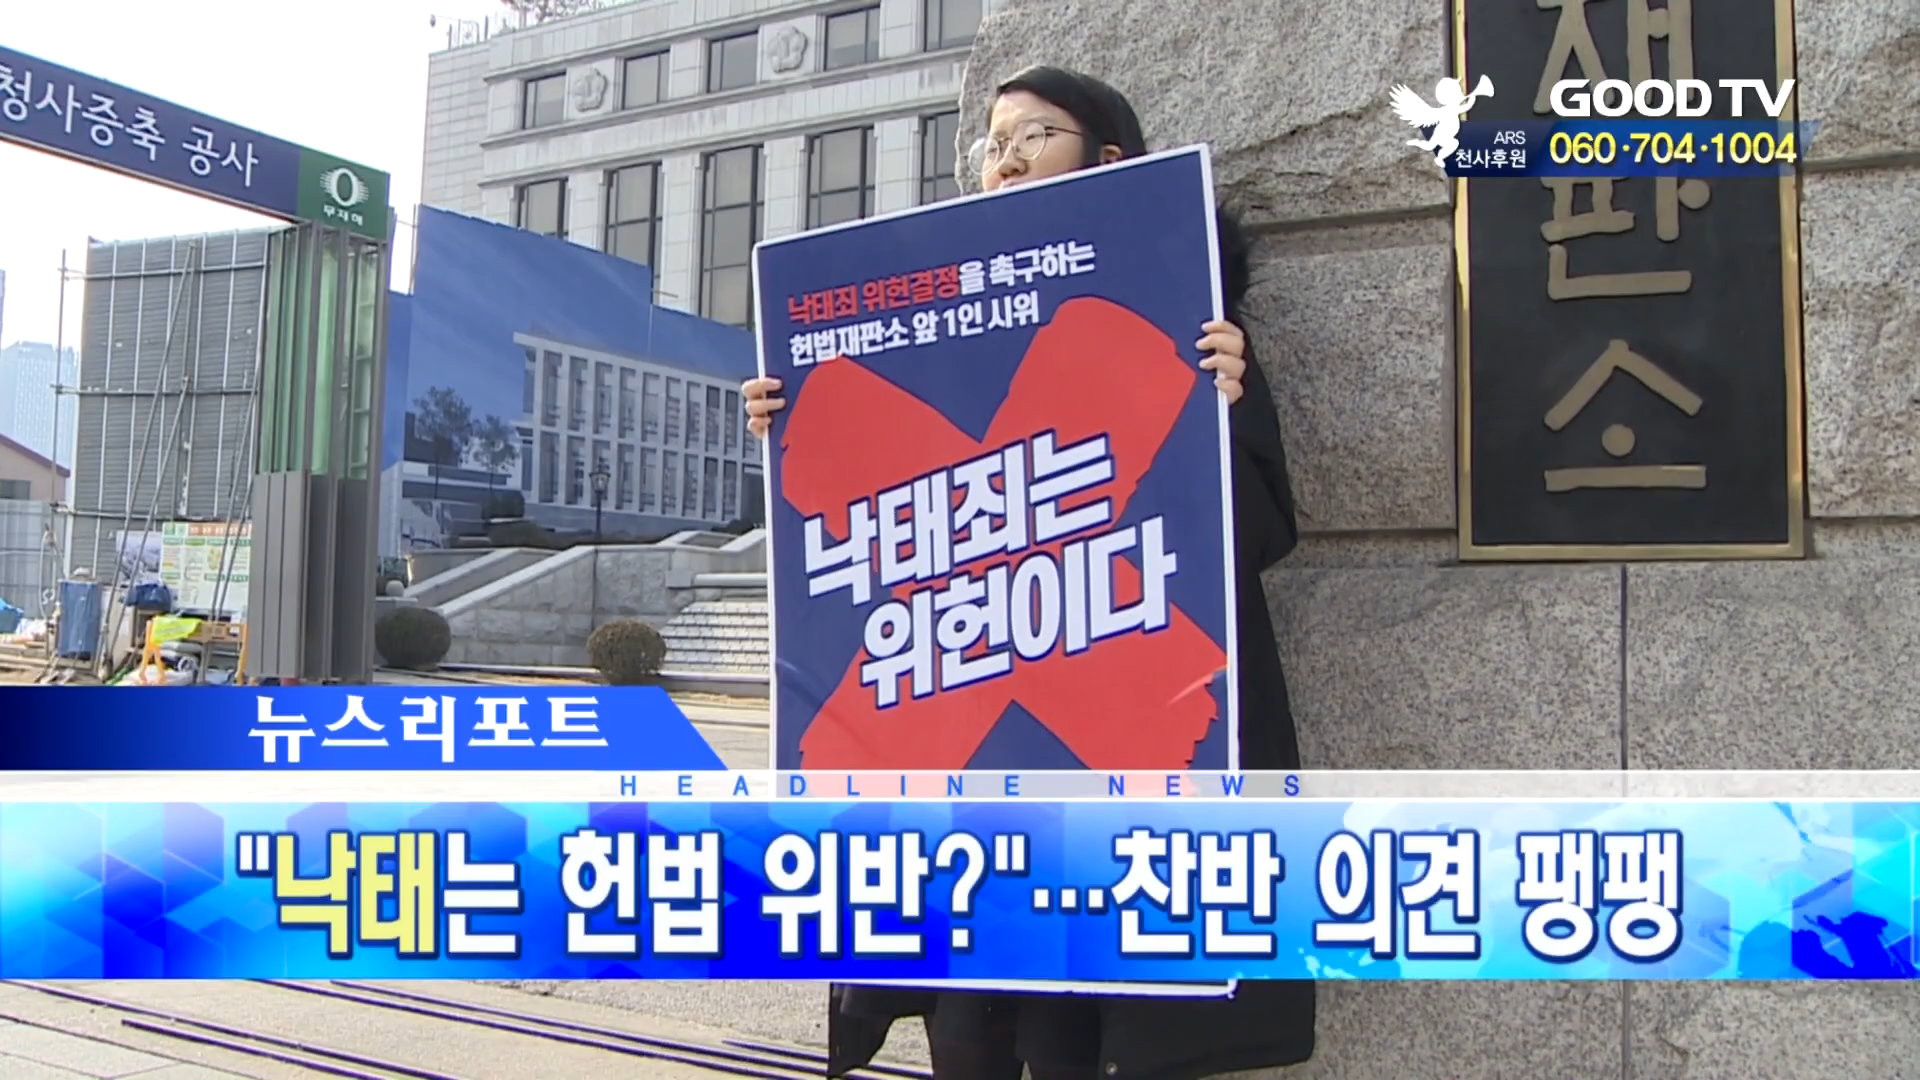 청사증축 공사
무재해
GOOD TV
ARS
천사후원
060·704·1004
재판소
낙태죄 위헌결정을 촉구하는
헌법재판소 앞 1인 시위
낙태죄는
위헌이다
뉴스리포트
HEADLINE NEWS
"낙태는 헌법 위반?"…찬반 의견 팽팽